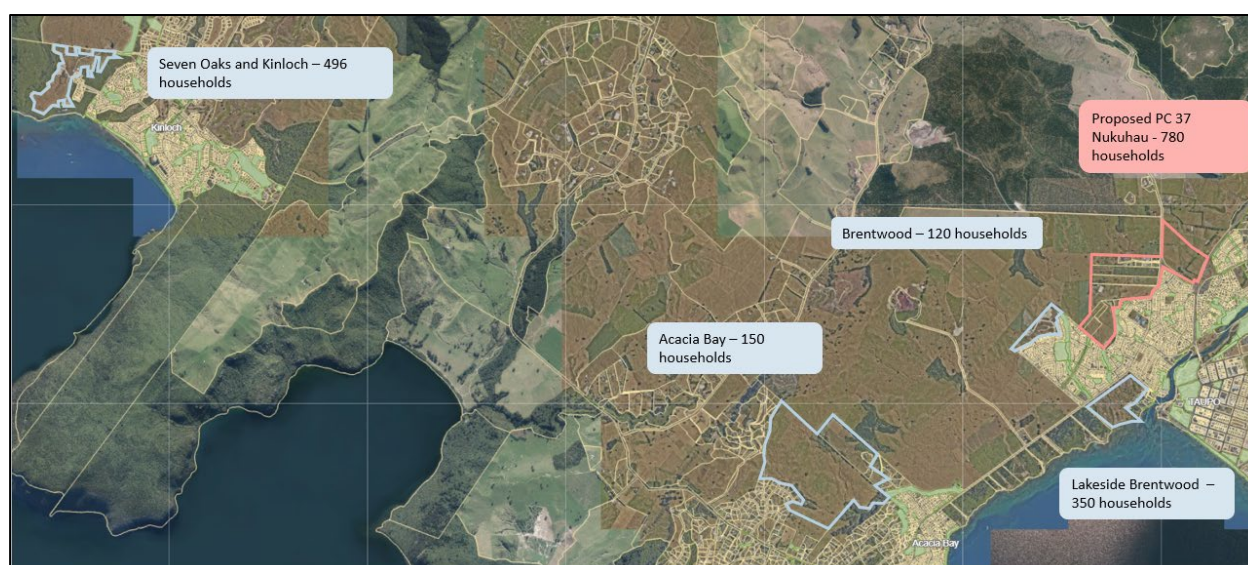 Seven Oaks and Kinloch – 496
households
Kinloch
Proposed PC 37
Nukuhau - 780
households
Brentwood – 120 households
Acacia Bay – 150
households
TAUPO
Lakeside Brentwood –
350 households
Acacia Bay